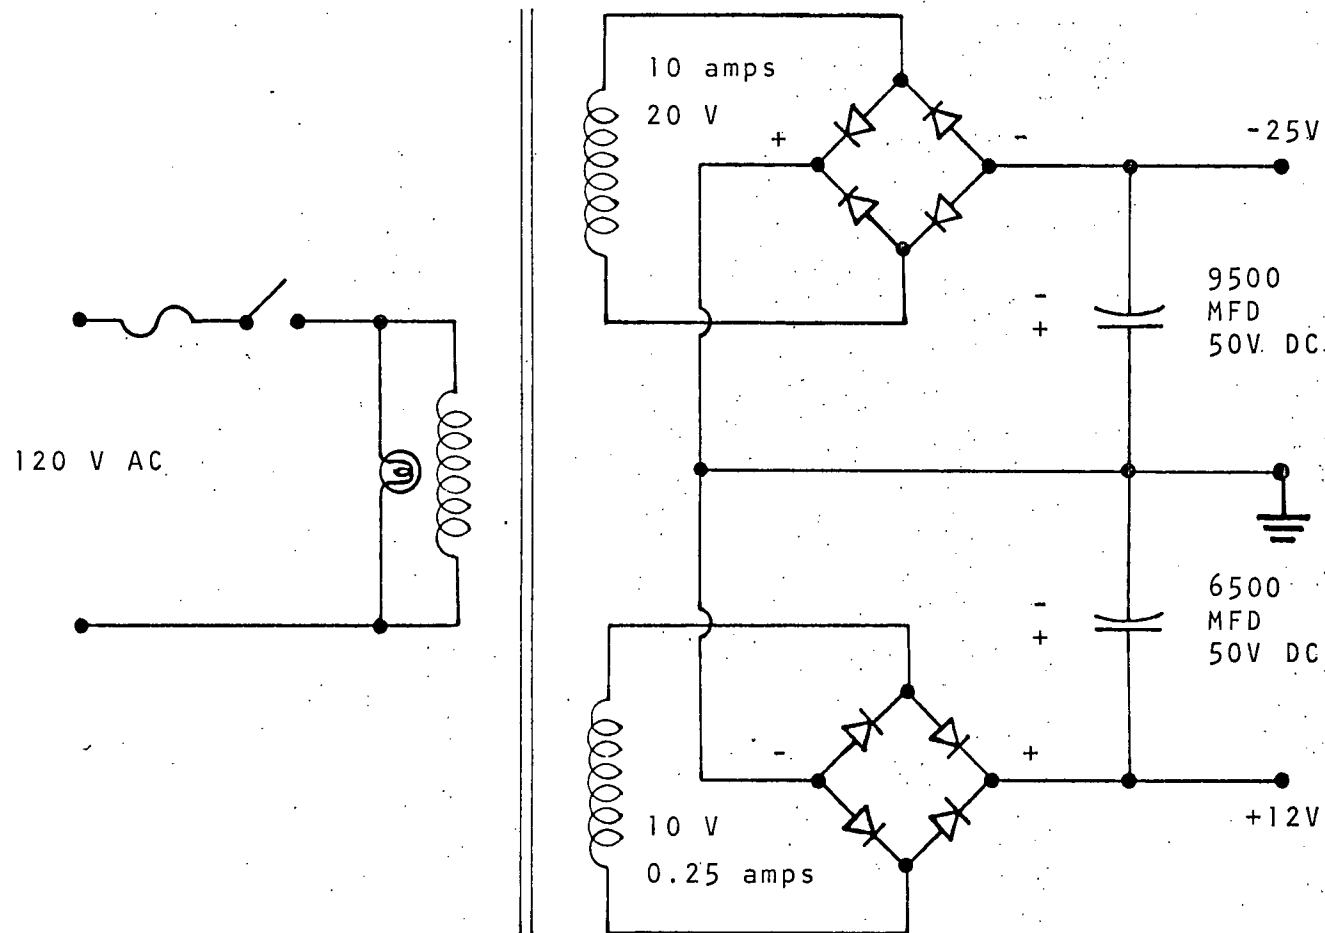 10 amps
20 V
+
-
-25V
9500
MFD
50V DC
-
+
120 V AC
6500
MFD
50V DC
-
+
-
+
10 V
0.25 amps
+12V